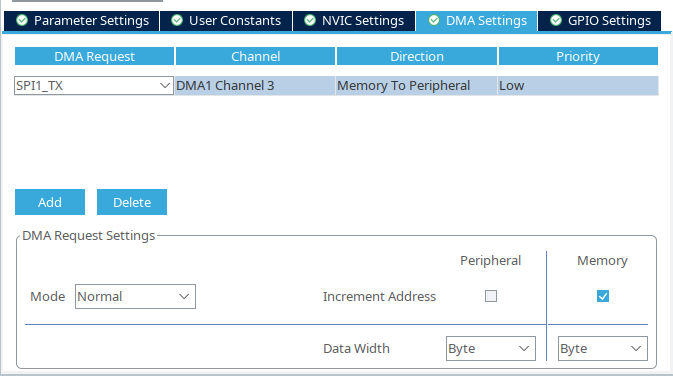 Parameter Settings User Constants NVIC Settings DMA Settings GPIO Settings
DMA Request Channel Direction Priority
SPI1_TX DMA1 Channel 3 Memory To Peripheral Low
Add Delete
DMA Request Settings
Peripheral Memory
Mode Normal Increment Address
Data Width Byte Byte